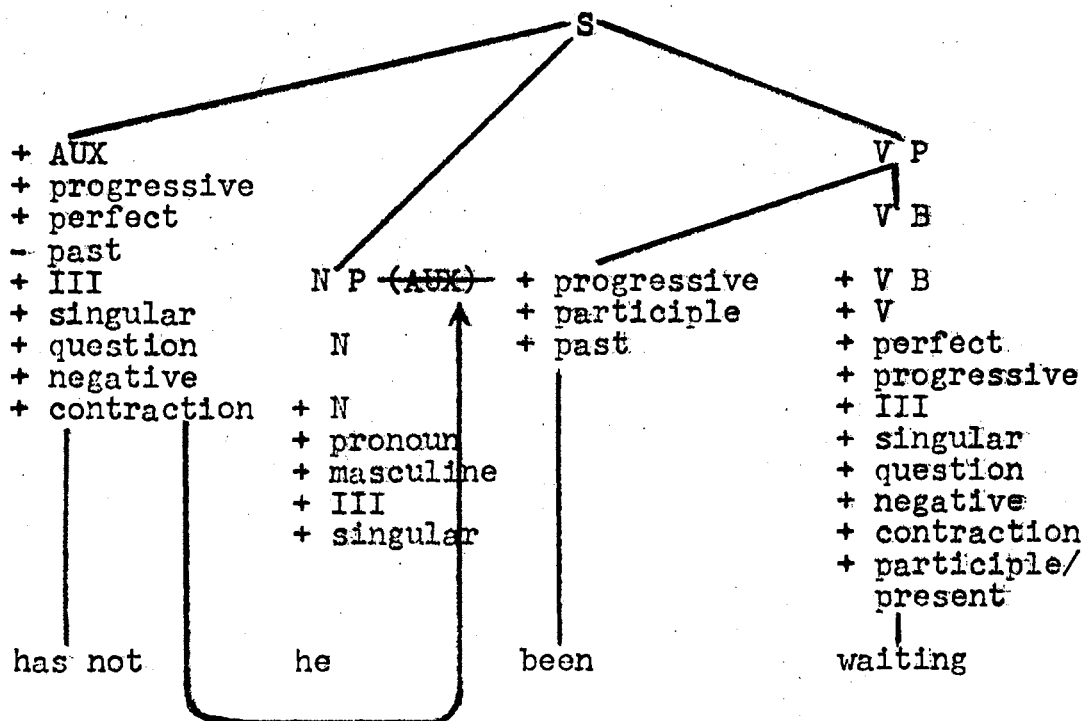 S
+ AUX V P
+ progressive
+ perfect V B
- past
+ III N P (AUX) + progressive + V B
+ singular + participle + V
+ question N + past + perfect
+ negative + progressive
+ contraction + N + III
+ pronoun + singular
+ masculine + question
+ III + negative
+ singular + contraction
+ participle/
present
has not he been waiting